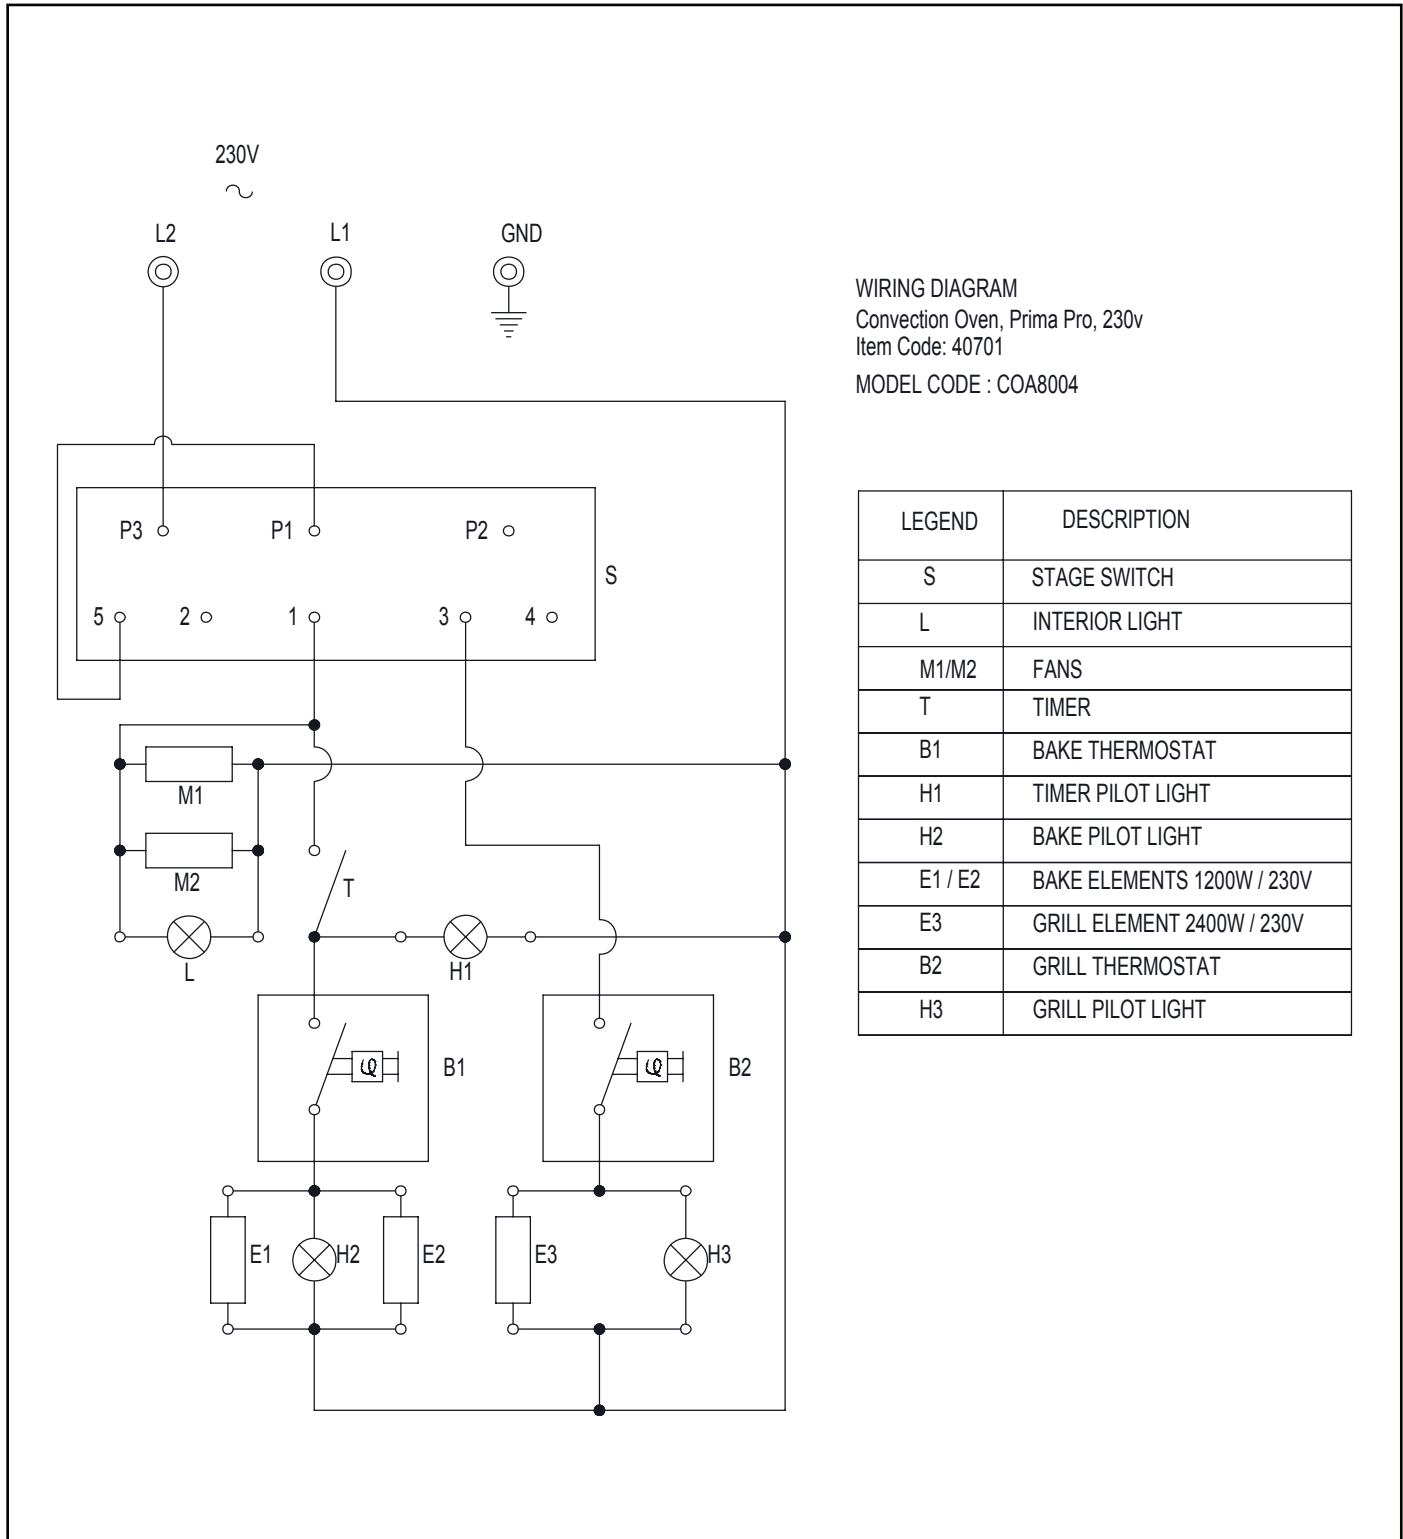 230V
L2 L1 GND
WIRING DIAGRAM
Convection Oven, Prima Pro, 230v
Item Code: 40701
MODEL CODE : COA8004
P3 P1 P2
S
5 2 1 3 4
M1
M2
T
L
H1
B1
B2
E1 H2 E2 E3 H3
LEGEND DESCRIPTION
S STAGE SWITCH
L INTERIOR LIGHT
M1/M2 FANS
T TIMER
B1 BAKE THERMOSTAT
H1 TIMER PILOT LIGHT
H2 BAKE PILOT LIGHT
E1 / E2 BAKE ELEMENTS 1200W / 230V
E3 GRILL ELEMENT 2400W / 230V
B2 GRILL THERMOSTAT
H3 GRILL PILOT LIGHT